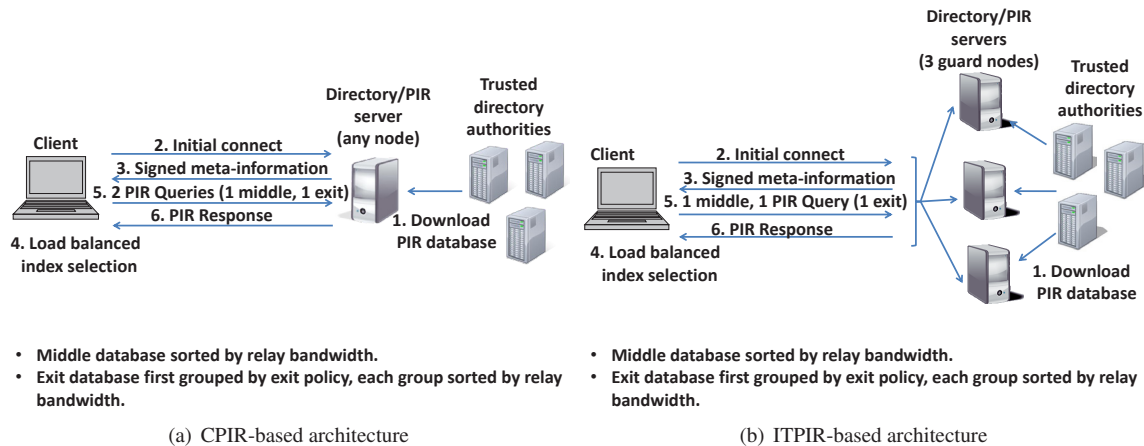 Client
Directory/PIR
server
(any node)
Trusted
directory
authorities
2. Initial connect
3. Signed meta-information
5. 2 PIR Queries (1 middle, 1 exit)
6. PIR Response
4. Load balanced
index selection
1. Download
PIR database
• Middle database sorted by relay bandwidth.
• Exit database first grouped by exit policy, each group sorted by relay
bandwidth.
(a) CPIR-based architecture
Directory/PIR
servers
(3 guard nodes)
Trusted
directory
authorities
Client
2. Initial connect
3. Signed meta-information
5. 1 middle, 1 PIR Query (1 exit)
6. PIR Response
4. Load balanced
index selection
1. Download
PIR database
• Middle database sorted by relay bandwidth.
• Exit database first grouped by exit policy, each group sorted by relay
bandwidth.
(b) ITPIR-based architecture